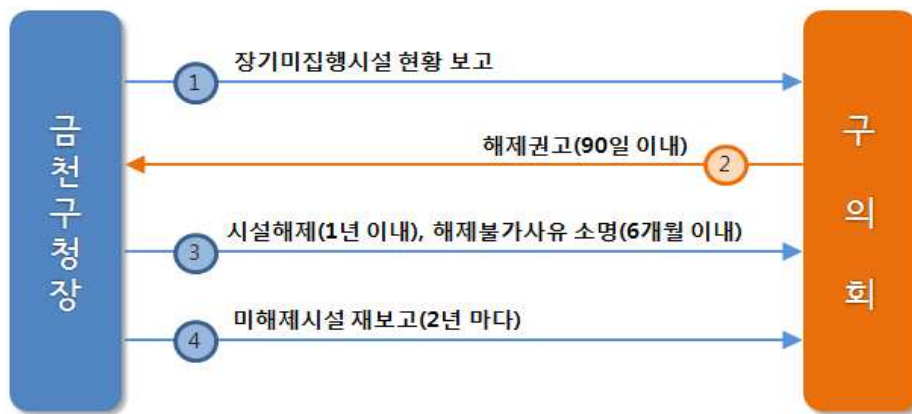 금천구청장
1 장기미집행시설 현황 보고
해제권고(90일 이내) 2
3 시설해제(1년 이내), 해제불가사유 소명(6개월 이내)
4 미해제시설 재보고(2년 마다)
구의회